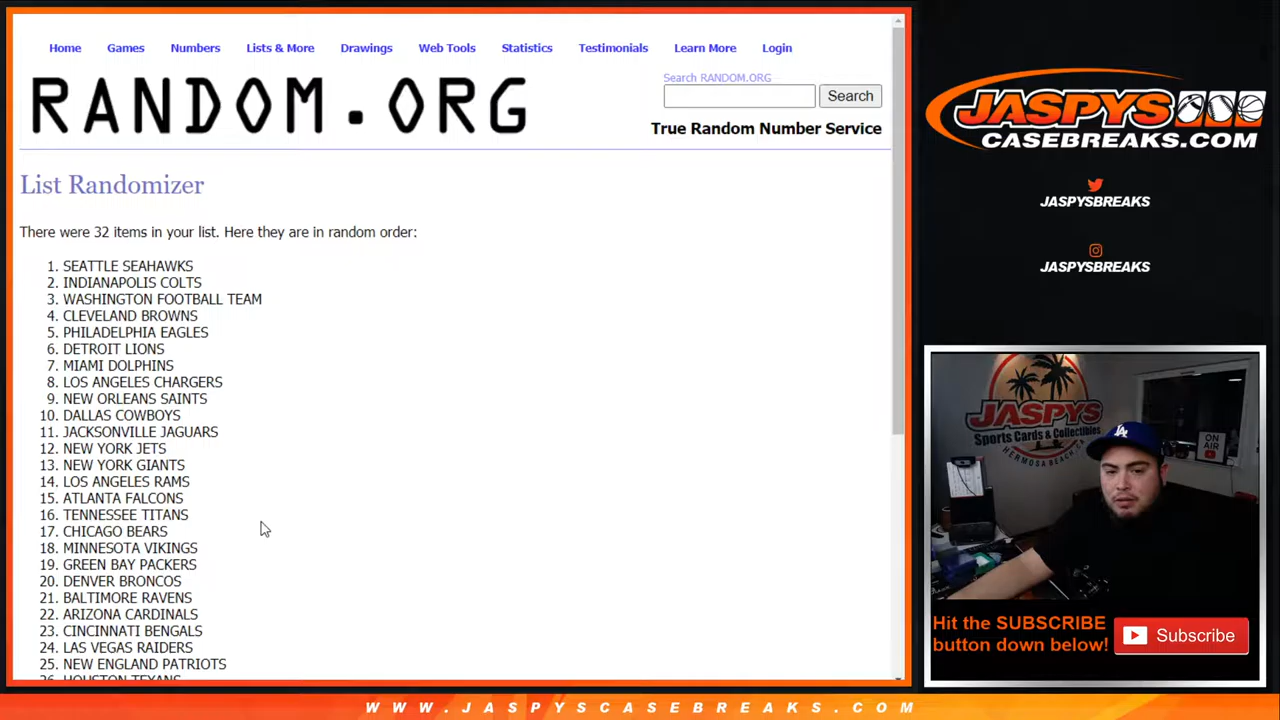 Home Games Numbers Lists & More Drawings Web Tools Statistics Testimonials Learn More Login
RANDOM.ORG
Search RANDOM.ORG
Search
True Random Number Service
List Randomizer
There were 32 items in your list. Here they are in random order:
1. SEATTLE SEAHAWKS
2. INDIANAPOLIS COLTS
3. WASHINGTON FOOTBALL TEAM
4. CLEVELAND BROWNS
5. PHILADELPHIA EAGLES
6. DETROIT LIONS
7. MIAMI DOLPHINS
8. LOS ANGELES CHARGERS
9. NEW ORLEANS SAINTS
10. DALLAS COWBOYS
11. JACKSONVILLE JAGUARS
12. NEW YORK JETS
13. NEW YORK GIANTS
14. LOS ANGELES RAMS
15. ATLANTA FALCONS
16. TENNESSEE TITANS
17. CHICAGO BEARS
18. MINNESOTA VIKINGS
19. GREEN BAY PACKERS
20. DENVER BRONCOS
21. BALTIMORE RAVENS
22. ARIZONA CARDINALS
23. CINCINNATI BENGALS
24. LAS VEGAS RAIDERS
25. NEW ENGLAND PATRIOTS
26. HOUSTON TEXANS
JASPYS
CASEBREAKS.COM
JASPYSBREAKS
JASPYSBREAKS
JASPYS
Sports Cards & Collectibles
HERMOSA BEACH, CA
LA
ON AIR
Hit the SUBSCRIBE
button down below!
Subscribe
WWW.JASPYSCASEBREAKS.COM